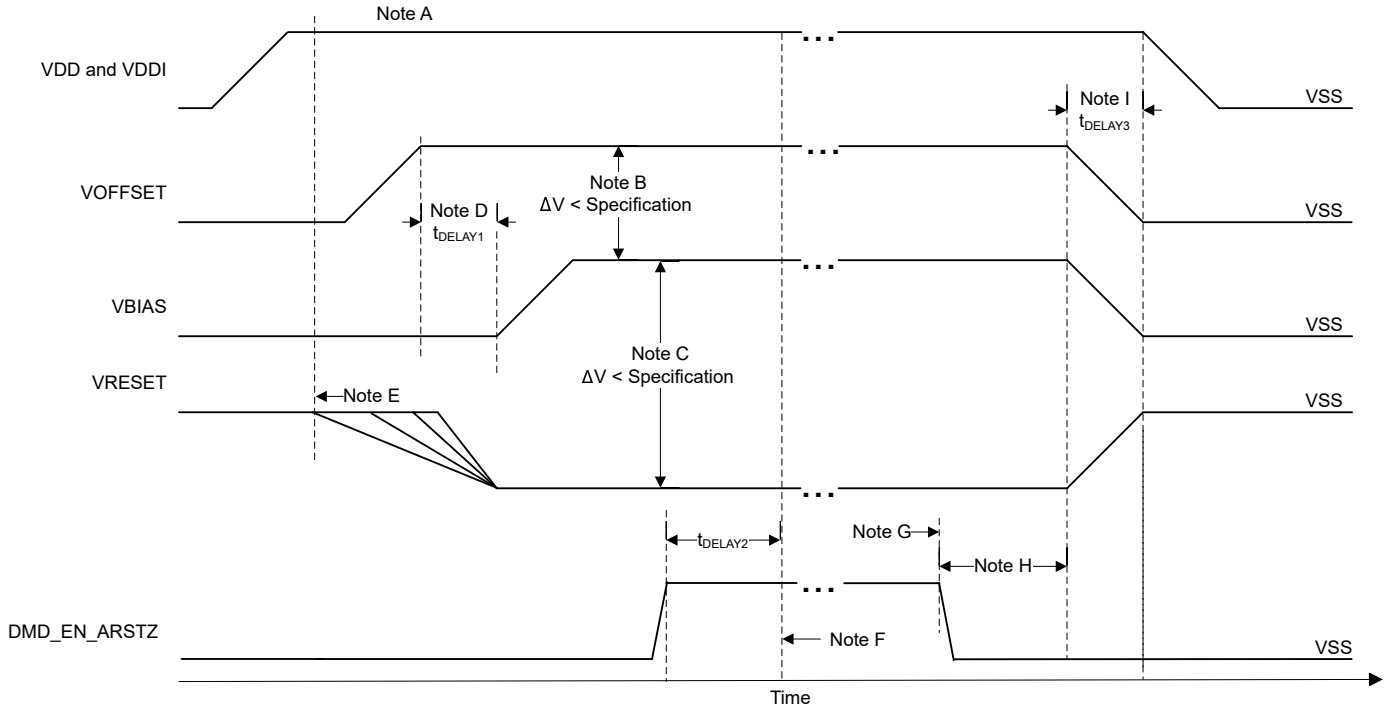 Note A
VDD and VDDI
Note I
tDELAY3
VSS
VOFFSET
Note B
ΔV < Specification
Note D
tDELAY1
VSS
VBIAS
VSS
Note C
ΔV < Specification
VRESET
Note E
VSS
tDELAY2
Note G
Note H
DMD_EN_ARSTZ
Note F
VSS
Time